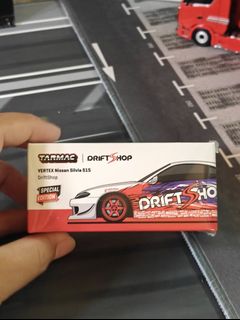 TARMAC | DRIFTSHOP
VERTEX Nissan Silvia S15
DriftShop
SPECIAL
EDITION
DRIFTSHO